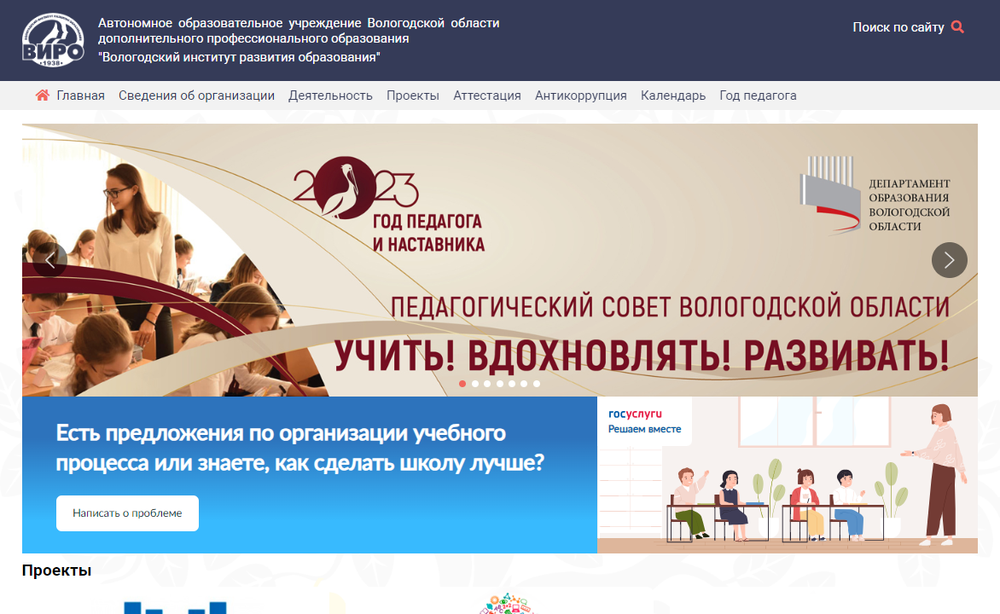 ВИРО
1938
Автономное образовательное учреждение Вологодской области
дополнительного профессионального образования
"Вологодский институт развития образования"
Поиск по сайту
Главная Сведения об организации Деятельность Проекты Аттестация Антикоррупция Календарь Год педагога
2023
ГОД ПЕДАГОГА
И НАСТАВНИКА
ДЕПАРТАМЕНТ
ОБРАЗОВАНИЯ
ВОЛОГОДСКОЙ
ОБЛАСТИ
ПЕДАГОГИЧЕСКИЙ СОВЕТ ВОЛОГОДСКОЙ ОБЛАСТИ
УЧИТЬ! ВДОХНОВЛЯТЬ! РАЗВИВАТЬ!
Есть предложения по организации учебного
процесса или знаете, как сделать школу лучше?
Написать о проблеме
госуслуги
Решаем вместе
Проекты